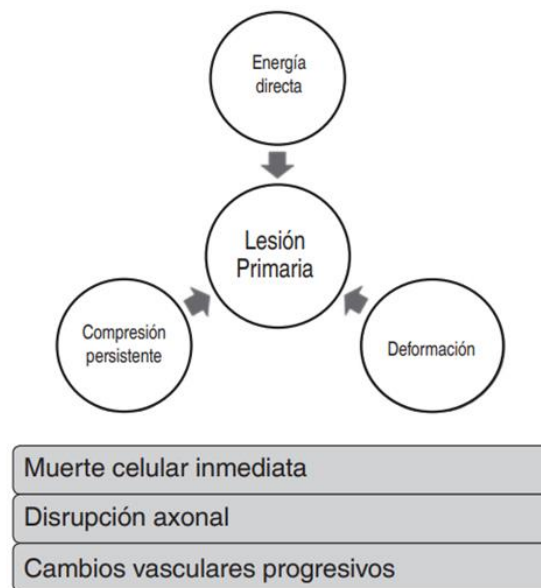 Energía
directa
Lesión
Primaria
Compresión
persistente
Deformación
Muerte celular inmediata
Disrupción axonal
Cambios vasculares progresivos